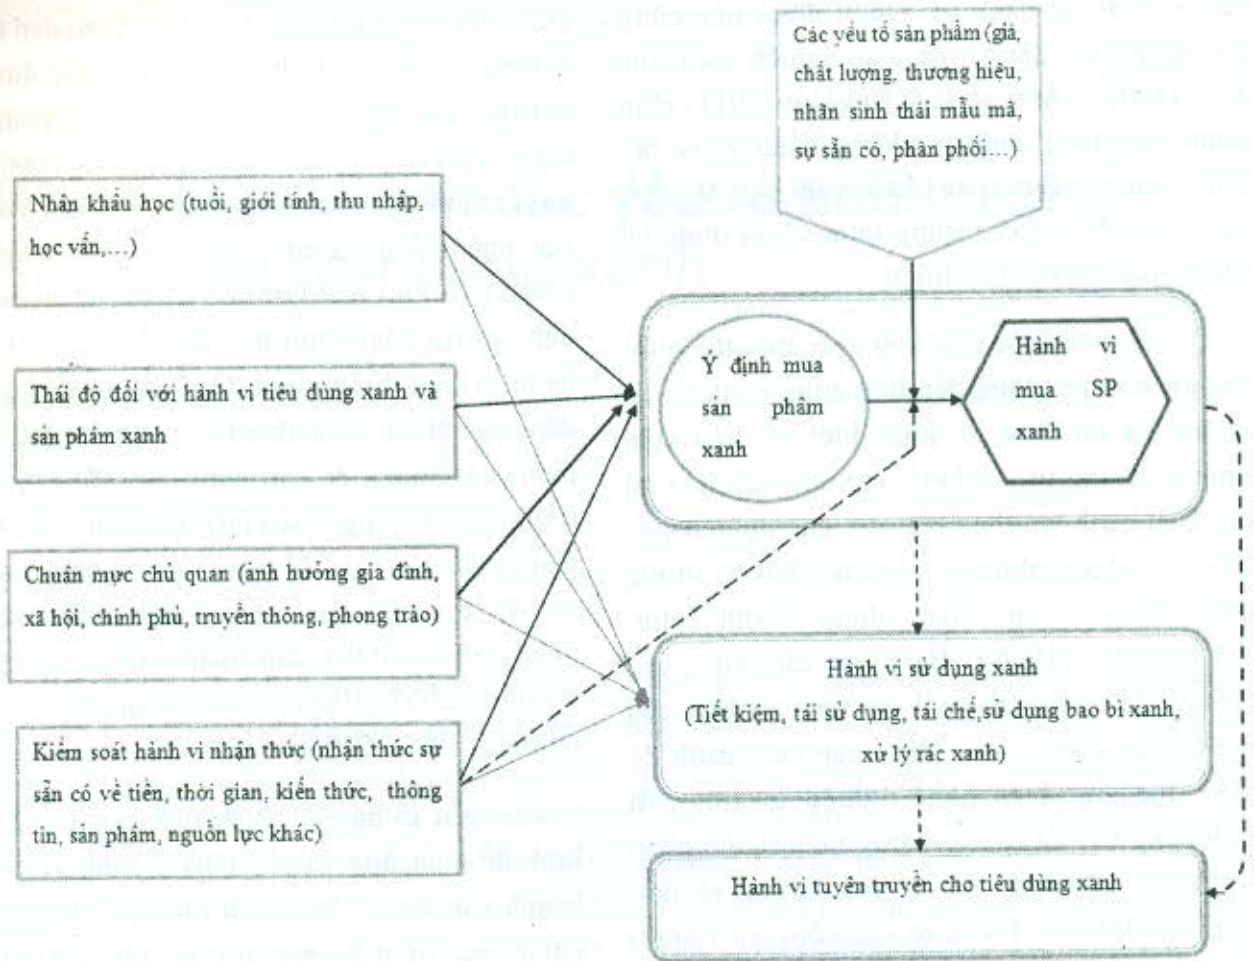 Các yếu tố sản phẩm (giá,
chất lượng, thương hiệu,
nhãn sinh thái mẫu mã,
sự sẵn có, phân phối...)
Nhân khẩu học (tuổi, giới tính, thu nhập,
học vấn,...)
Thái độ đối với hành vi tiêu dùng xanh và
sản phẩm xanh
Chuẩn mực chủ quan (ảnh hưởng gia đình,
xã hội, chính phủ, truyền thông, phong trào)
Kiểm soát hành vi nhận thức (nhận thức sự
sẵn có về tiền, thời gian, kiến thức, thông
tin, sản phẩm, nguồn lực khác)
Ý định mua
sản phẩm
xanh
Hành vi
mua SP
xanh
Hành vi sử dụng xanh
(Tiết kiệm, tái sử dụng, tái chế,sử dụng bao bì xanh,
xử lý rác xanh)
Hành vi tuyên truyền cho tiêu dùng xanh